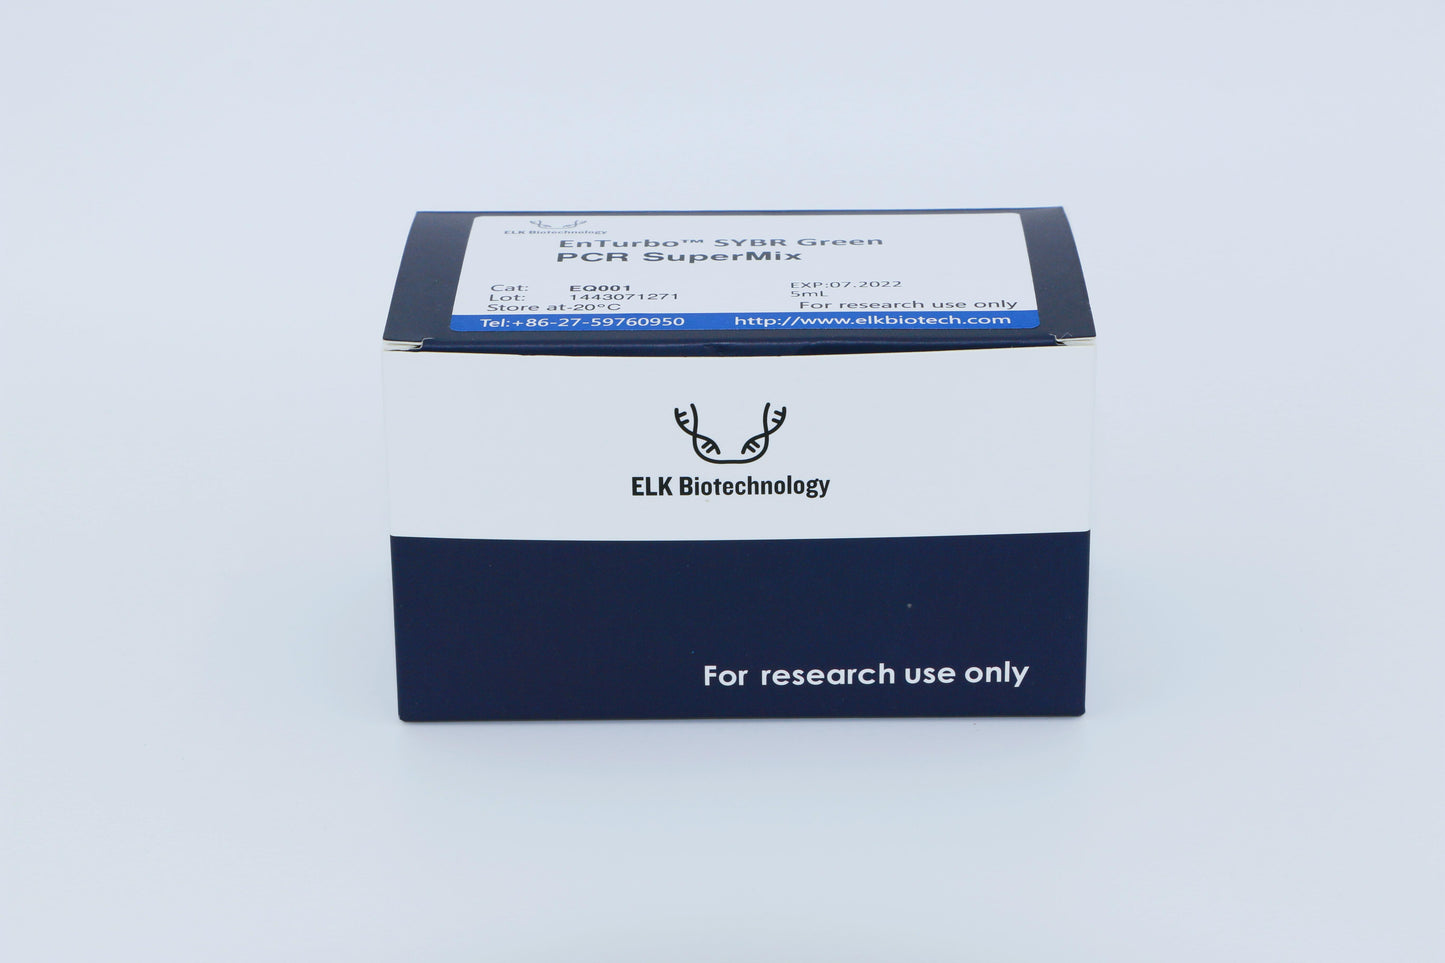 ELK Biotechnology
EnTurbo™ SYBR Green
PCR SuperMix
Cat: EQ001
Lot: 1443071271
Store at-20°C
EXP:07.2022
5mL
For research use only
Tel:+86-27-59760950 http://www.elkbiotech.com
ELK Biotechnology
For research use only